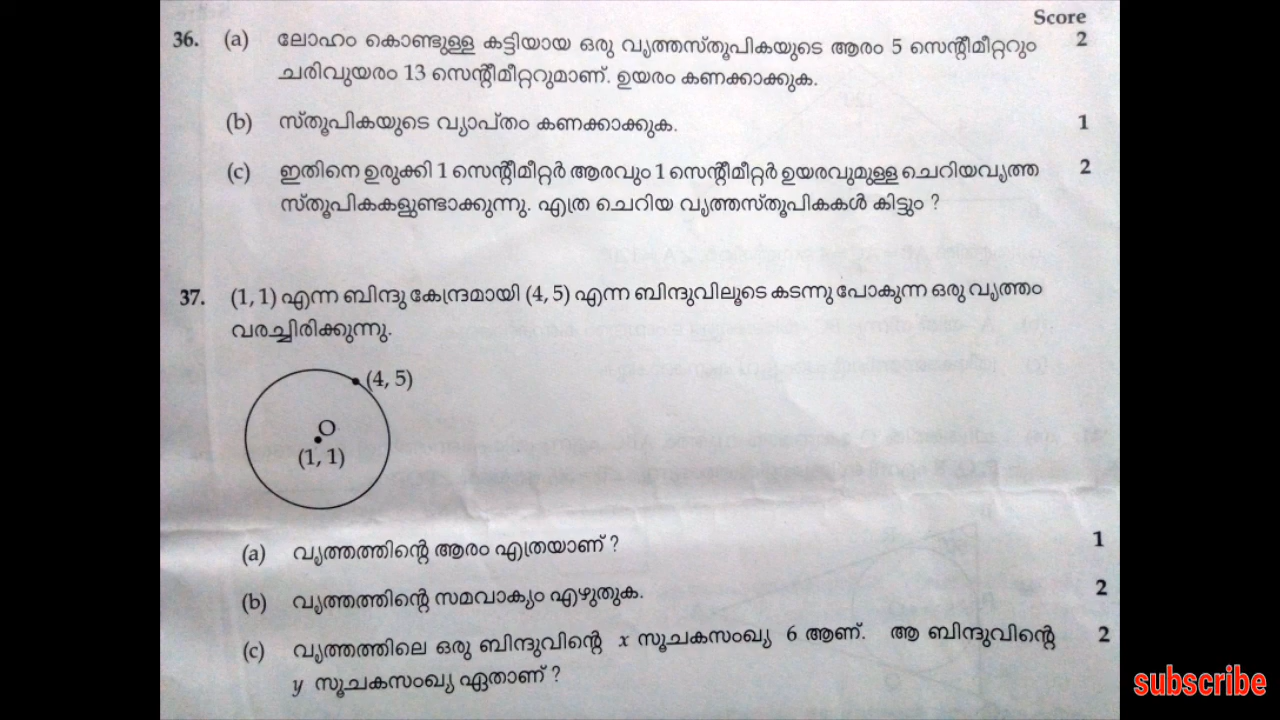 Score
36. (a) ലോഹം കൊണ്ടുള്ള കട്ടിയായ ഒരു വൃത്തസ്തൂപികയുടെ ആരം 5 സെന്റീമീറ്ററും 2
ചരിവുയരം 13 സെന്റീമീറ്ററുമാണ്. ഉയരം കണക്കാക്കുക.
(b) സ്തൂപികയുടെ വ്യാപ്തം കണക്കാക്കുക. 1
(c) ഇതിനെ ഉരുക്കി 1 സെന്റീമീറ്റർ ആരവും 1 സെന്റീമീറ്റർ ഉയരവുമുള്ള ചെറിയവൃത്ത 2
സ്തൂപികകളുണ്ടാക്കുന്നു. എത്ര ചെറിയ വൃത്തസ്തൂപികകൾ കിട്ടും ?
37. (1, 1) എന്ന ബിന്ദു കേന്ദ്രമായി (4, 5) എന്ന ബിന്ദുവിലൂടെ കടന്നു പോകുന്ന ഒരു വൃത്തം
വരച്ചിരിക്കുന്നു.
(4, 5)
O
(1, 1)
(a) വൃത്തത്തിന്റെ ആരം എത്രയാണ് ? 1
(b) വൃത്തത്തിന്റെ സമവാക്യം എഴുതുക. 2
(c) വൃത്തത്തിലെ ഒരു ബിന്ദുവിന്റെ x സൂചകസംഖ്യ 6 ആണ്. ആ ബിന്ദുവിന്റെ 2
y സൂചകസംഖ്യ ഏതാണ് ?
subscribe